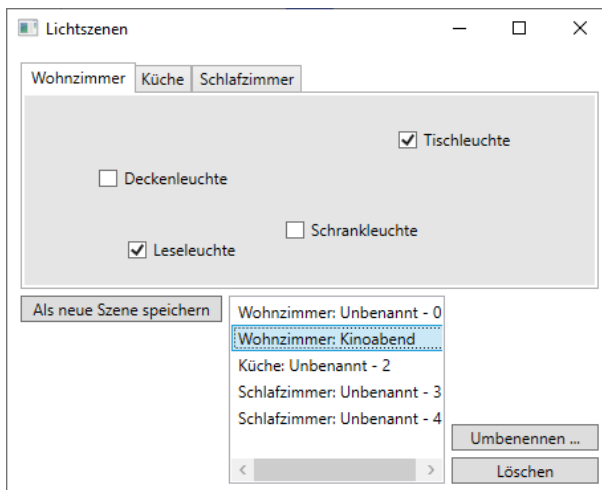 Lichtszenen
Wohnzimmer Küche Schlafzimmer
Tischleuchte
Deckenleuchte
Schrankleuchte
Leseleuchte
Als neue Szene speichern
Wohnzimmer: Unbenannt - 0
Wohnzimmer: Kinoabend
Küche: Unbenannt - 2
Schlafzimmer: Unbenannt - 3
Schlafzimmer: Unbenannt - 4
Umbenennen ...
Löschen